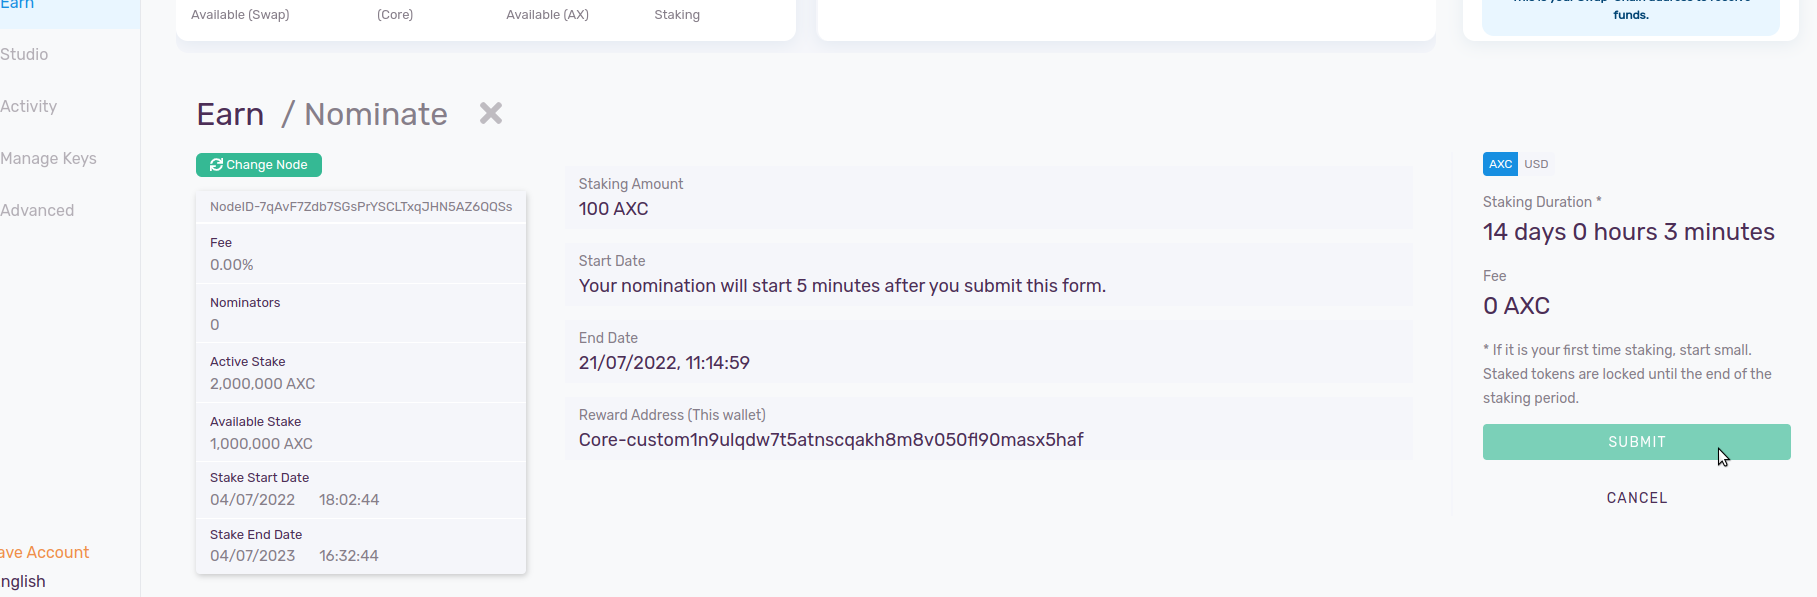 Earn
Studio
Activity
Manage Keys
Advanced
ave Account
nglish
Available (Swap) (Core) Available (AX) Staking
funds.
Earn / Nominate
Change Node
NodeID-7qAvF7Zdb7SGsPrYSCLTxqJHN5AZ6QQSs
Fee
0.00%
Nominators
0
Active Stake
2,000,000 AXC
Available Stake
1,000,000 AXC
Stake Start Date
04/07/2022 18:02:44
Stake End Date
04/07/2023 16:32:44
Staking Amount
100 AXC
Start Date
Your nomination will start 5 minutes after you submit this form.
End Date
21/07/2022, 11:14:59
Reward Address (This wallet)
Core-custom1n9ulqdw7t5atnscqakh8m8v050fl90masx5haf
AXC USD
Staking Duration *
14 days 0 hours 3 minutes
Fee
0 AXC
* If it is your first time staking, start small.
Staked tokens are locked until the end of the
staking period.
SUBMIT
CANCEL